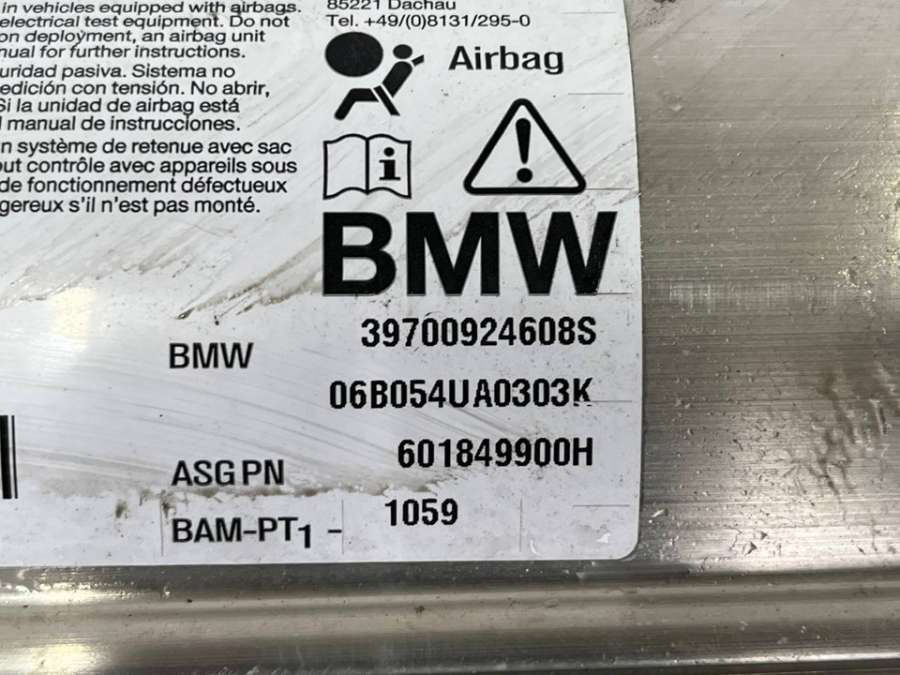 in vehicles equipped with airbags.
electrical test equipment. Do not
on deployment, an airbag unit
nual for further instructions.
uridad pasiva. Sistema no
edición con tensión. No abrir,
Si la unidad de airbag está
l manual de instrucciones.
n système de retenue avec sac
out contrôle avec appareils sous
de fonctionnement défectueux
gereux s'il n'est pas monté.
85221 Dachau
Tel. +49/(0)8131/295-0
Airbag
i
!
BMW
BMW 39700924608S
06B054UA0303K
ASG PN 601849900H
BAM-PT1 - 1059